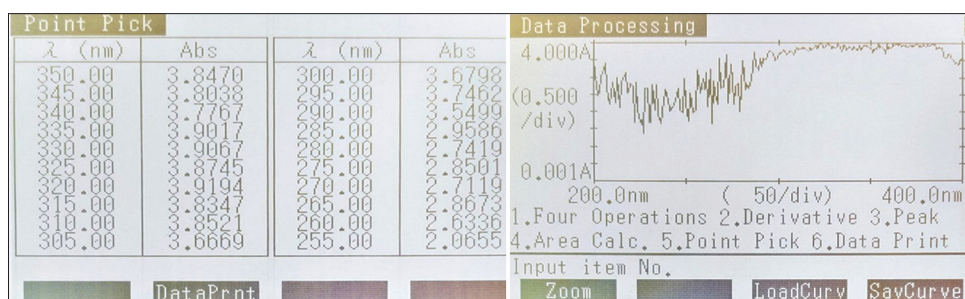 Point Pick
λ (nm) Abs λ (nm) Abs
350.00 3.8470 300.00 3.6798
345.00 3.8038 295.00 3.7462
340.00 3.7767 290.00 3.5499
335.00 3.9017 285.00 2.9586
330.00 3.9067 280.00 2.7419
325.00 3.8745 275.00 2.8501
320.00 3.9194 270.00 2.7119
315.00 3.8347 265.00 2.8673
310.00 3.8521 260.00 2.6336
305.00 3.6669 255.00 2.0655
DataPrnt
Data Processing
4.000A
(0.500
/div)
0.001A
200.0nm ( 50/div) 400.0nm
1.Four Operations 2.Derivative 3.Peak
4.Area Calc. 5.Point Pick 6.Data Print
Input item No.
Zoom LoadCurv SavCurve